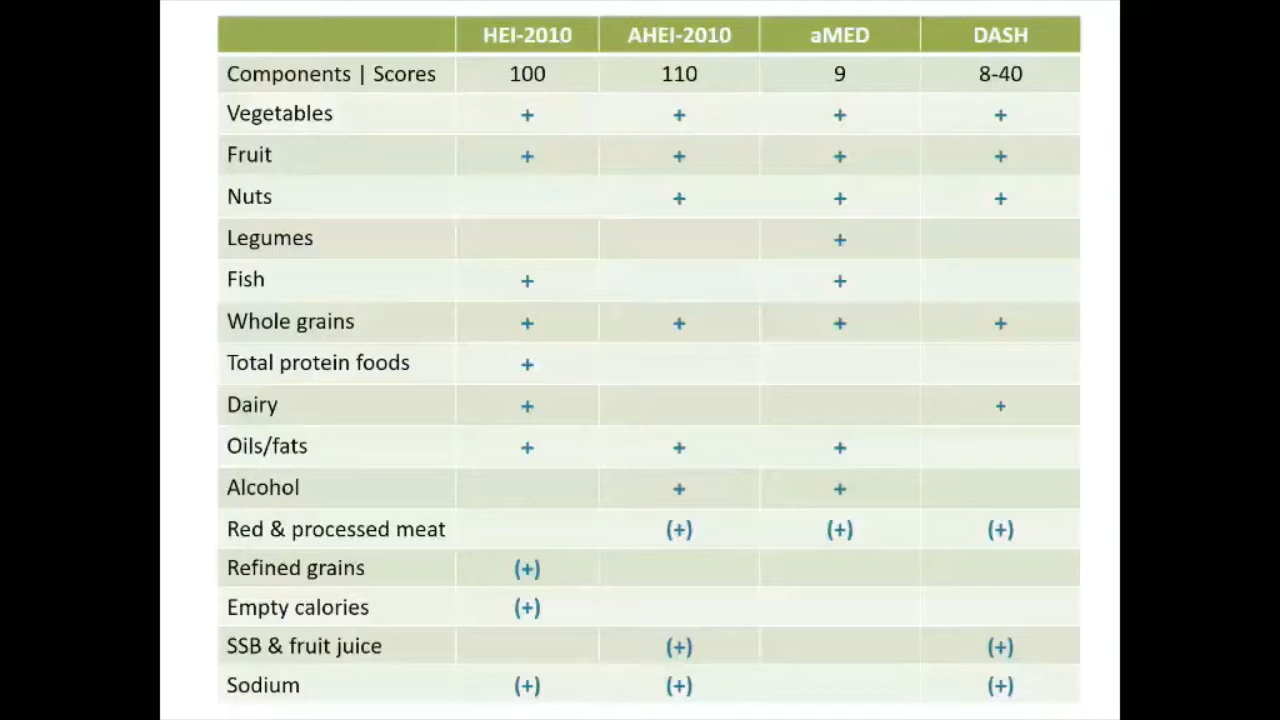 HEI-2010 AHEI-2010 aMED DASH
Components | Scores 100 110 9 8-40
Vegetables + + + +
Fruit + + + +
Nuts + + +
Legumes +
Fish + +
Whole grains + + + +
Total protein foods +
Dairy + +
Oils/fats + + +
Alcohol + +
Red & processed meat (+) (+) (+)
Refined grains (+)
Empty calories (+)
SSB & fruit juice (+) (+)
Sodium (+) (+) (+)